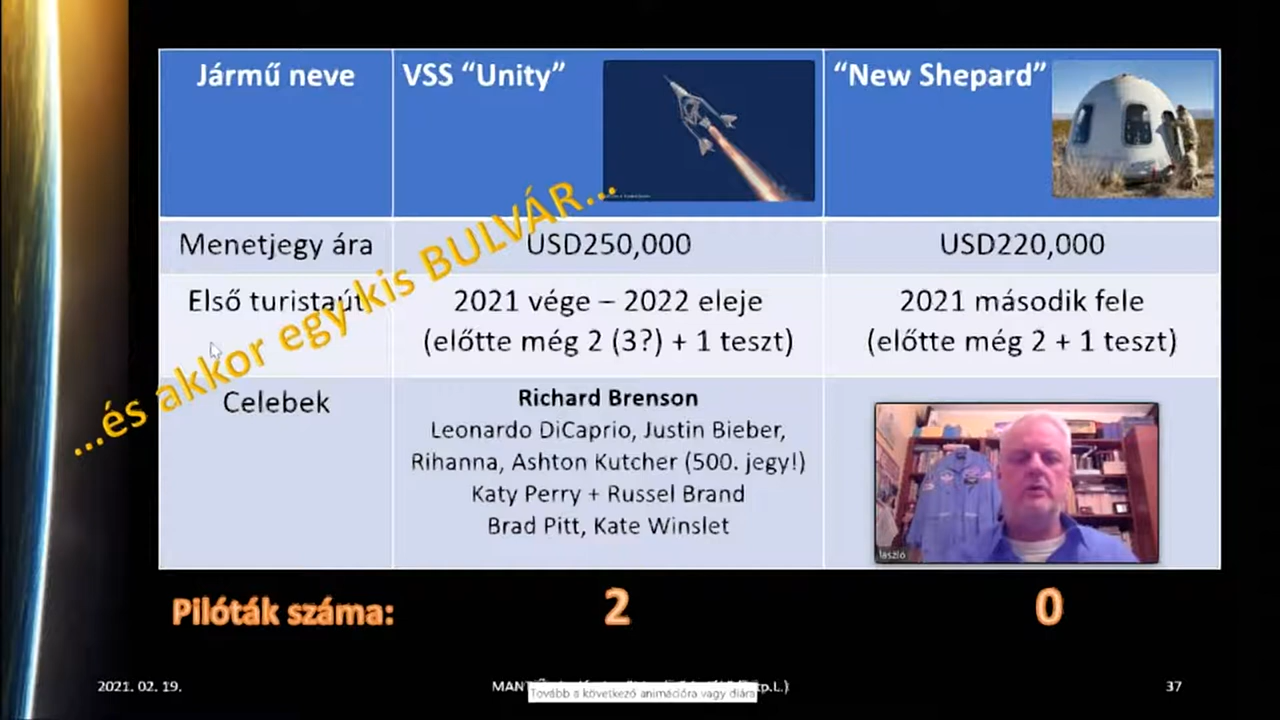 Jármű neve
VSS “Unity”
“New Shepard”
Menetjegy ára
USD250,000
USD220,000
Első turistaút
2021 vége – 2022 eleje
(előtte még 2 (3?) + 1 teszt)
2021 második fele
(előtte még 2 + 1 teszt)
...és akkor egy kis BULVÁR...
Celebek
Richard Brenson
Leonardo DiCaprio, Justin Bieber,
Rihanna, Ashton Kutcher (500. jegy!)
Katy Perry + Russel Brand
Brad Pitt, Kate Winslet
lászló
Pilóták száma:
2
0
2021. 02. 19.
Tovább a következő animációra vagy diára
37